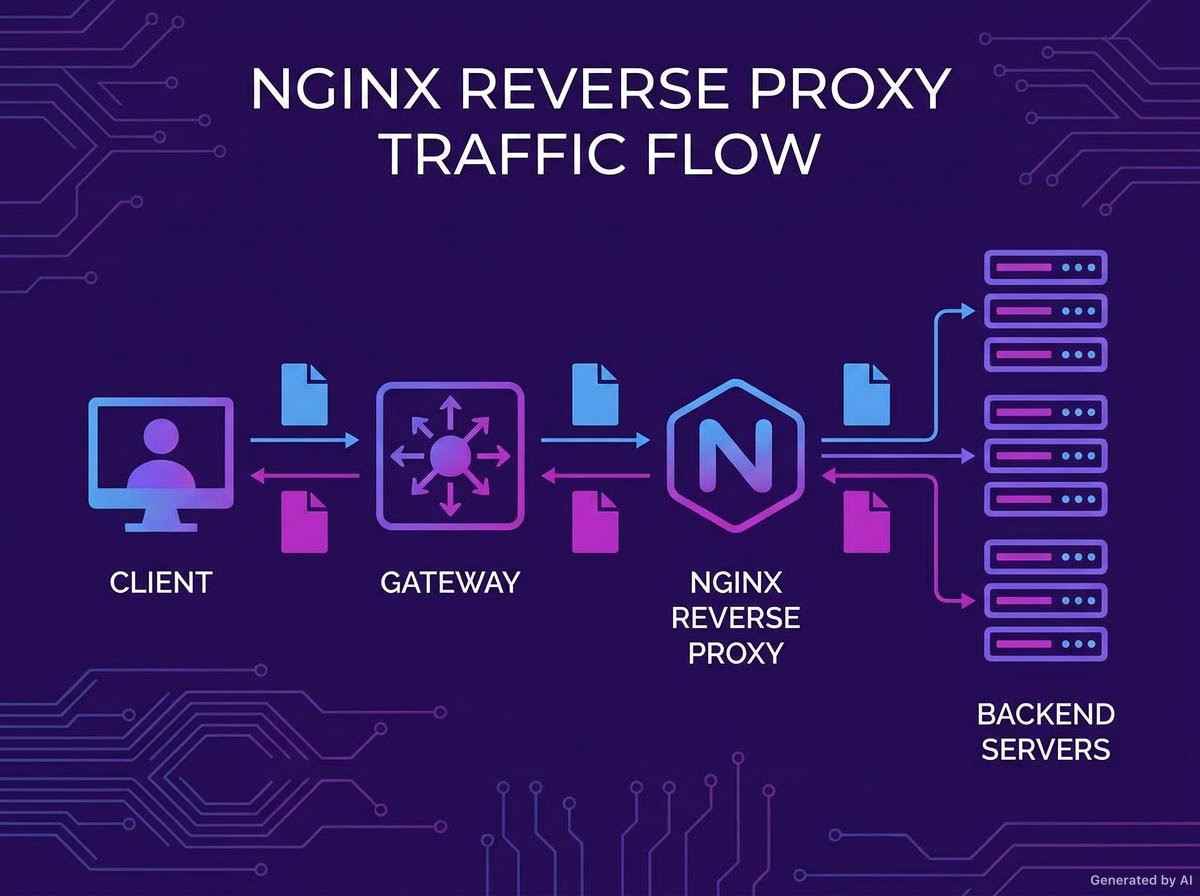 NGINX REVERSE PROXY
TRAFFIC FLOW
N
CLIENT
GATEWAY
NGINX
REVERSE
PROXY
BACKEND
SERVERS
Generated by AI